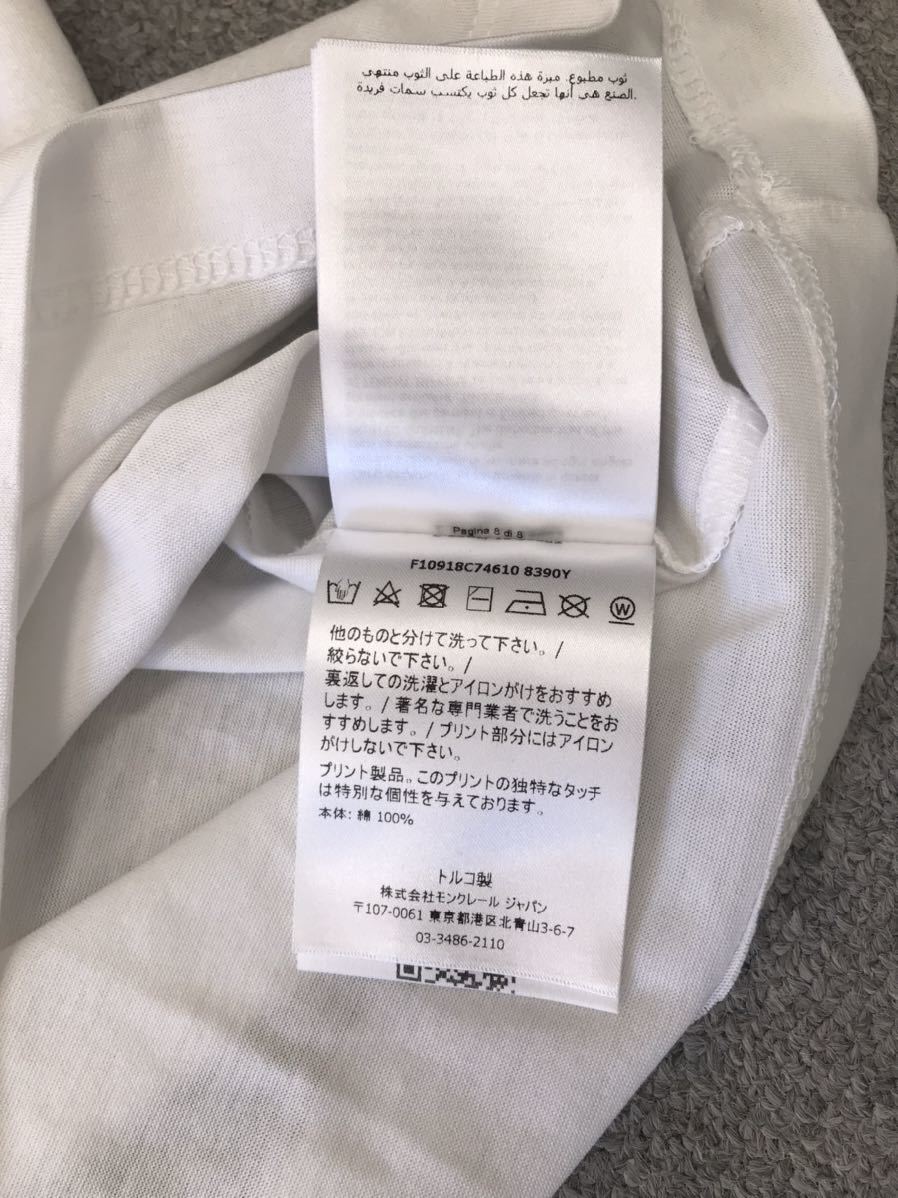 ثوب مطبوع. ميزة هذه الطباعة على الثوب منتهي
الصنع هي أنها تجعل كل ثوب يكتسب سمات فريدة.
Pagina 8 di 8
F10918C74610 8390Y
W
他のものと分けて洗って下さい。/
絞らないで下さい。/
裏返しての洗濯とアイロンがけをおすすめ
します。/ 著名な専門業者で洗うことをお
すすめします。/ プリント部分にはアイロン
がけしないで下さい。
プリント製品。このプリントの独特なタッチ
は特別な個性を与えております。
本体: 綿 100%
トルコ製
株式会社モンクレール ジャパン
〒107-0061 東京都港区北青山3-6-7
03-3486-2110